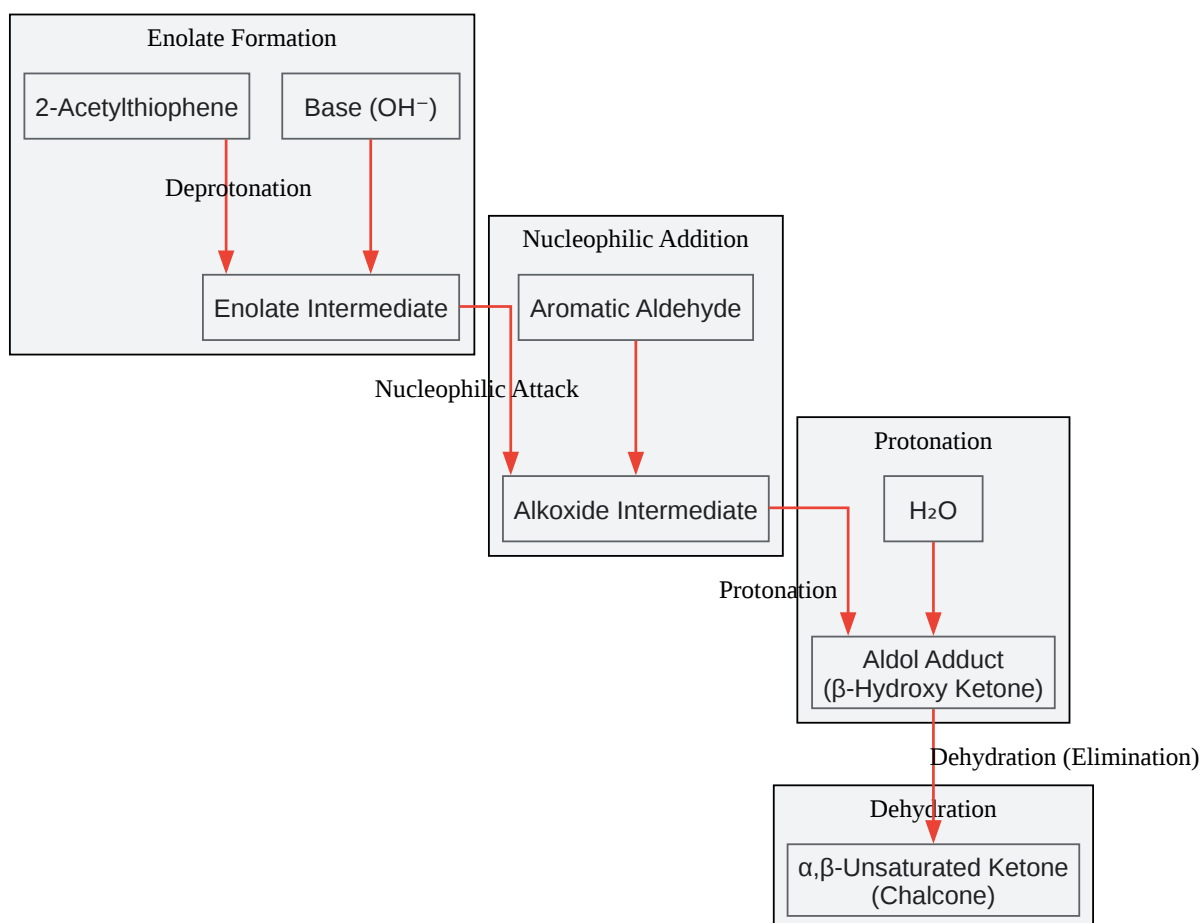 Enolate Formation
2-Acetylthiophene
Base (OH⁻)
Deprotonation
Enolate Intermediate
Nucleophilic Addition
Aromatic Aldehyde
Nucleophilic Attack
Alkoxide Intermediate
Protonation
H₂O
Protonation
Aldol Adduct
(β-Hydroxy Ketone)
Dehydration (Elimination)
Dehydration
α,β-Unsaturated Ketone
(Chalcone)